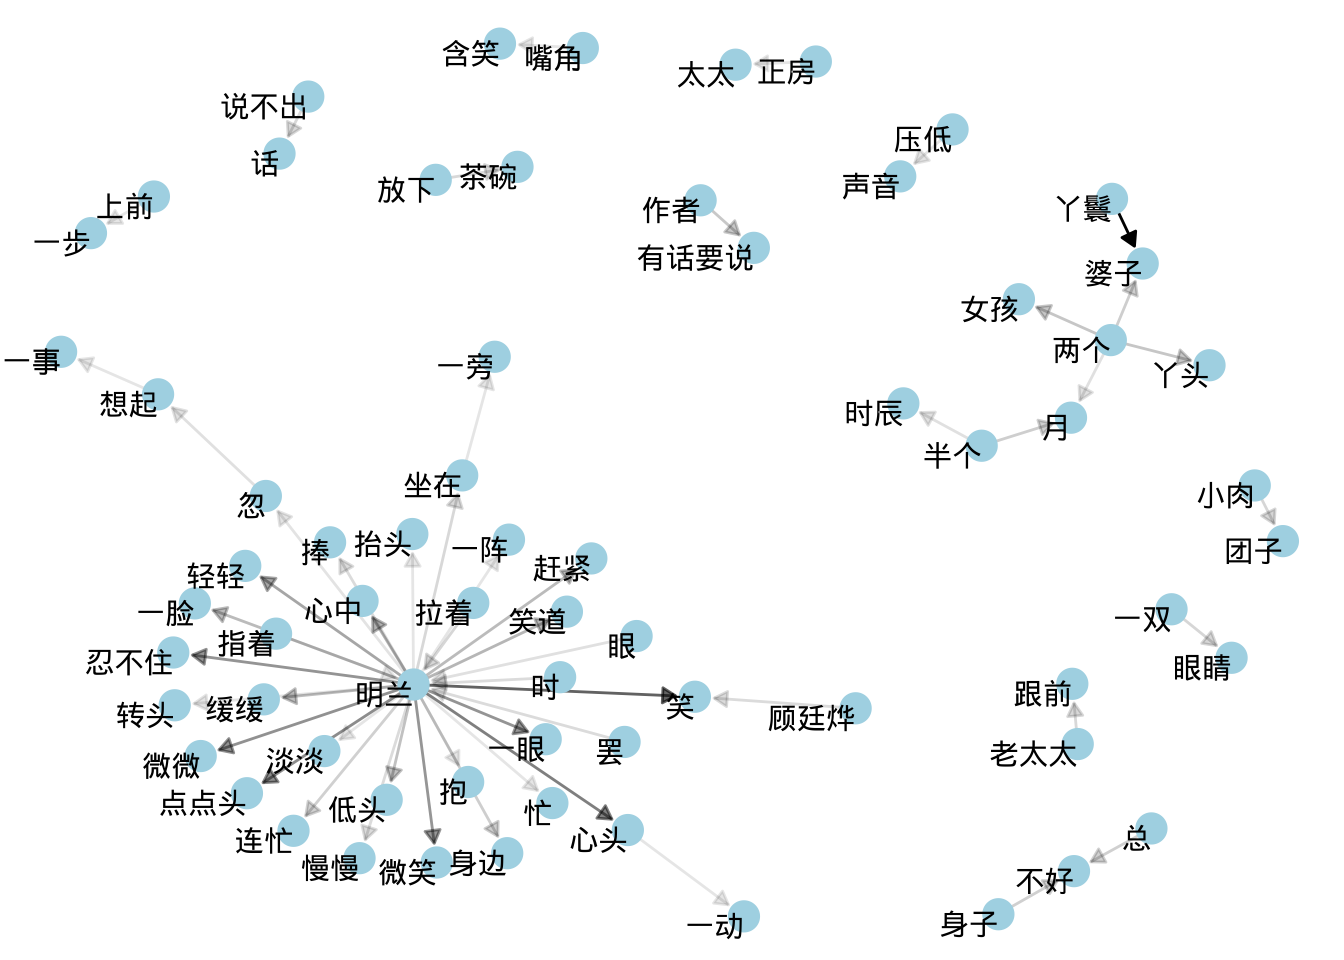 含笑
嘴角
太太
正房
说不出
话
压低
声音
放下
茶碗
上前
一步
作者
有话要说
丫鬟
婆子
女孩
两个
丫头
一事
想起
一旁
时辰
月
半个
坐在
忽
小肉
团子
捧
抬头
一阵
赶紧
轻轻
一脸
心中
拉着
笑道
一双
指着
眼
忍不住
眼睛
明兰
时
笑
跟前
转头
缓缓
顾廷烨
微微
淡淡
一眼
罢
老太太
点点头
低头
抱
忙
连忙
心头
总
慢慢
微笑
身边
不好
一动
身子